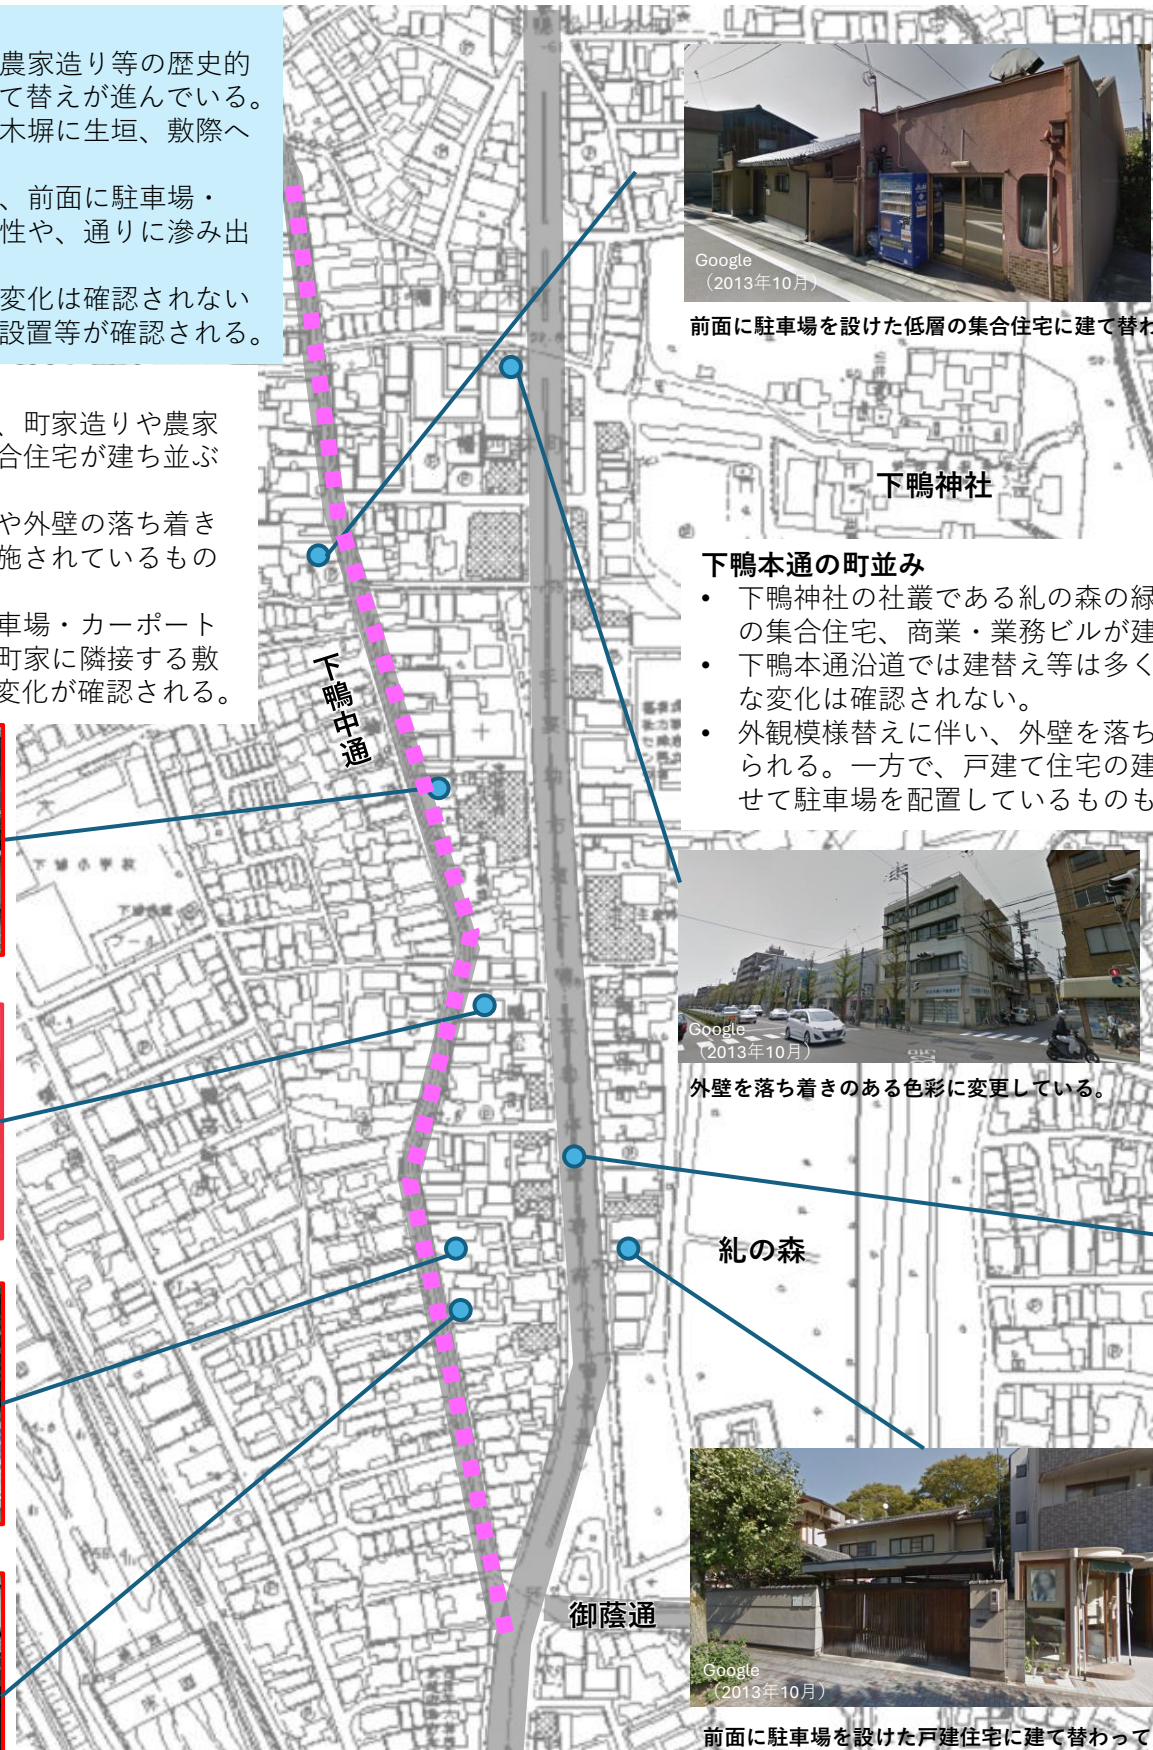 農家造り等の歴史的
て替えが進んでいる。
木塀に生垣、敷際へ
、前面に駐車場・
性や、通りに滲み出
変化は確認されない
設置等が確認される。
、町家造りや農家
合住宅が建ち並ぶ
や外壁の落ち着き
施されているもの
車場・カーポート
町家に隣接する敷
変化が確認される。
Google
（2013年10月）
前面に駐車場を設けた低層の集合住宅に建て替わ
下鴨神社
下鴨本通の町並み
• 下鴨神社の社叢である糺の森の緑
の集合住宅、商業・業務ビルが建
• 下鴨本通沿道では建替え等は多く
な変化は確認されない。
• 外観模様替えに伴い、外壁を落ち
られる。一方で、戸建て住宅の建
せて駐車場を配置しているものも
下鴨中通
下鴨小学校
Google
（2013年10月）
外壁を落ち着きのある色彩に変更している。
糺の森
御蔭通
Google
（2013年10月）
前面に駐車場を設けた戸建住宅に建て替わって